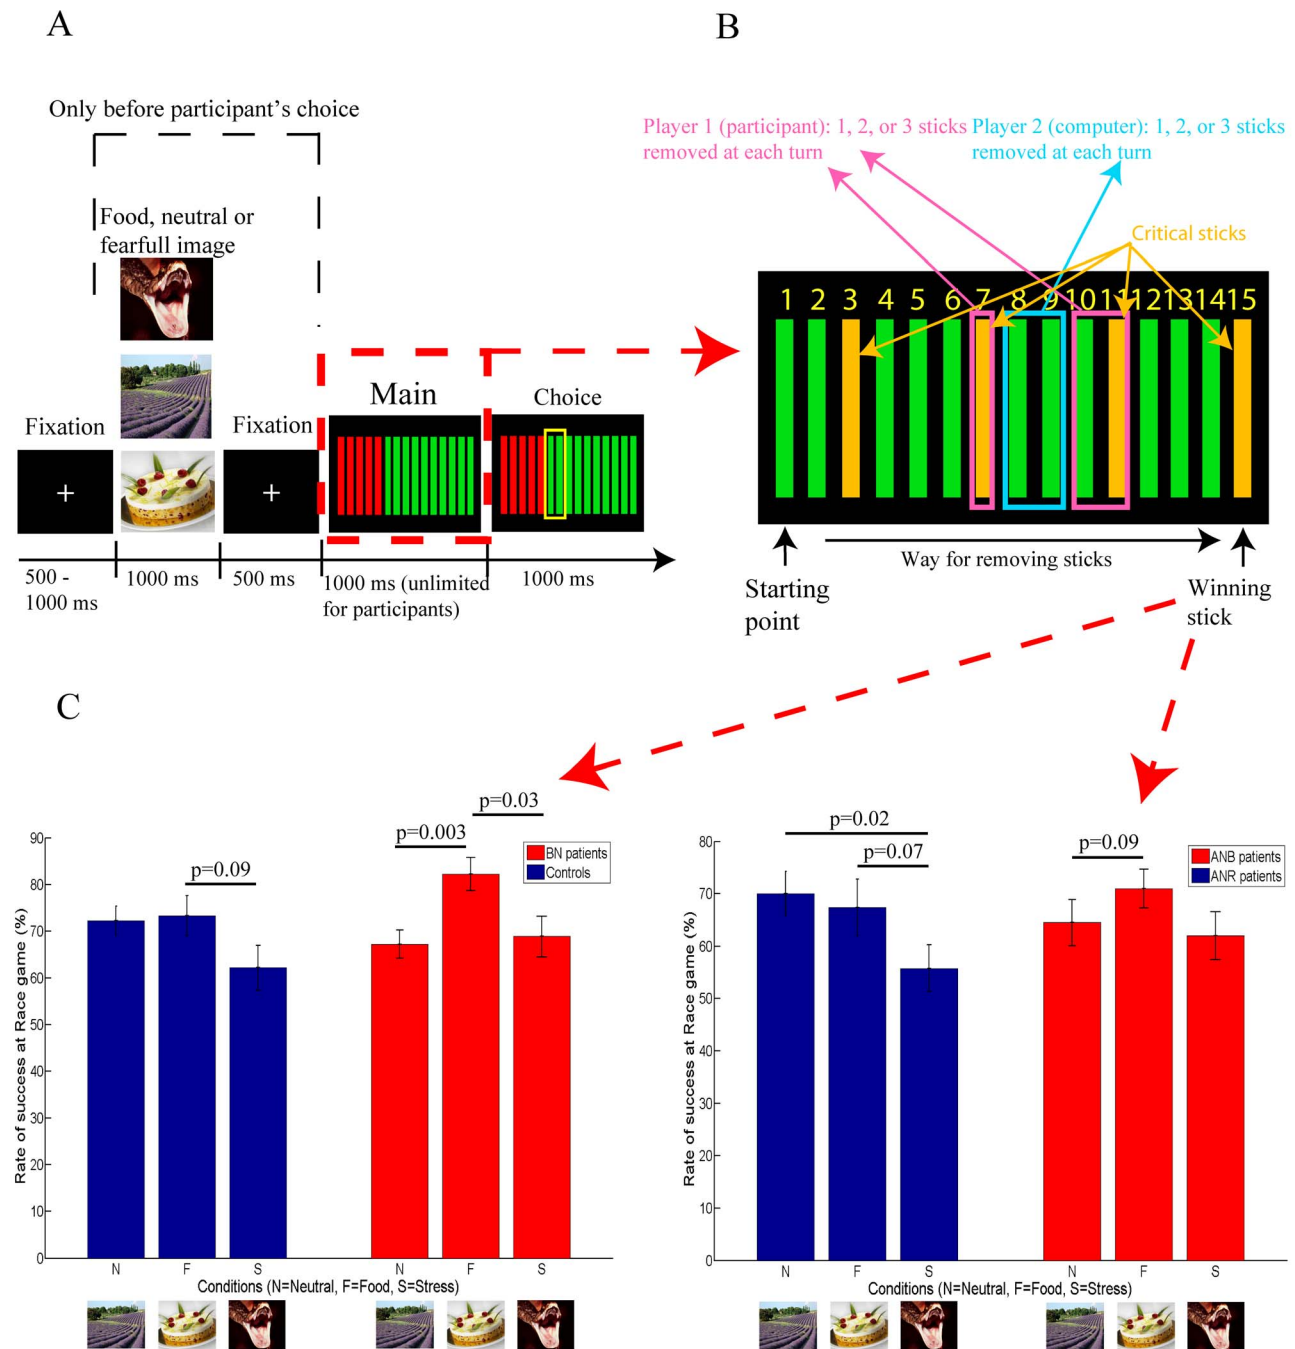 A
Only before participant's choice
Food, neutral or
fearfull image
Fixation
Fixation
Main
Choice
+
+
500 -
1000 ms
1000 ms
500 ms
1000 ms (unlimited
for participants)
1000 ms
B
Player 1 (participant): 1, 2, or 3 sticks
removed at each turn
Player 2 (computer): 1, 2, or 3 sticks
removed at each turn
Critical sticks
1 2 3 4 5 6 7 8 9 10 11 12 13 14 15
Way for removing sticks
Starting
point
Winning
stick
C
Rate of success at Race game (%)
90
80
70
60
50
40
30
20
10
0
p=0.09
p=0.003
p=0.03
BN patients
Controls
N F S N F S
Conditions (N=Neutral, F=Food, S=Stress)
Rate of success at Race game (%)
80
70
60
50
40
30
20
10
0
p=0.02
p=0.07
p=0.09
ANB patients
ANR patients
N F S N F S
Conditions (N=Neutral, F=Food, S=Stress)